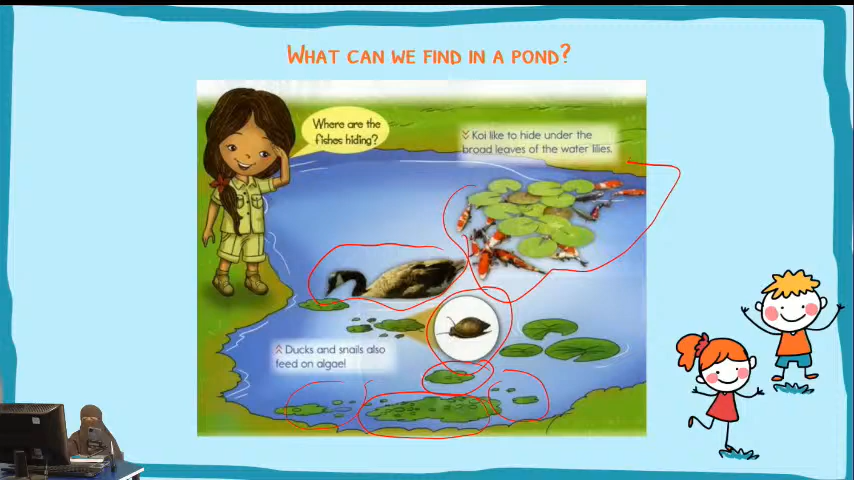 WHAT CAN WE FIND IN A POND?
Where are the
fishes hiding?
Koi like to hide under the
broad leaves of the water lilies.
Ducks and snails also
feed on algae!